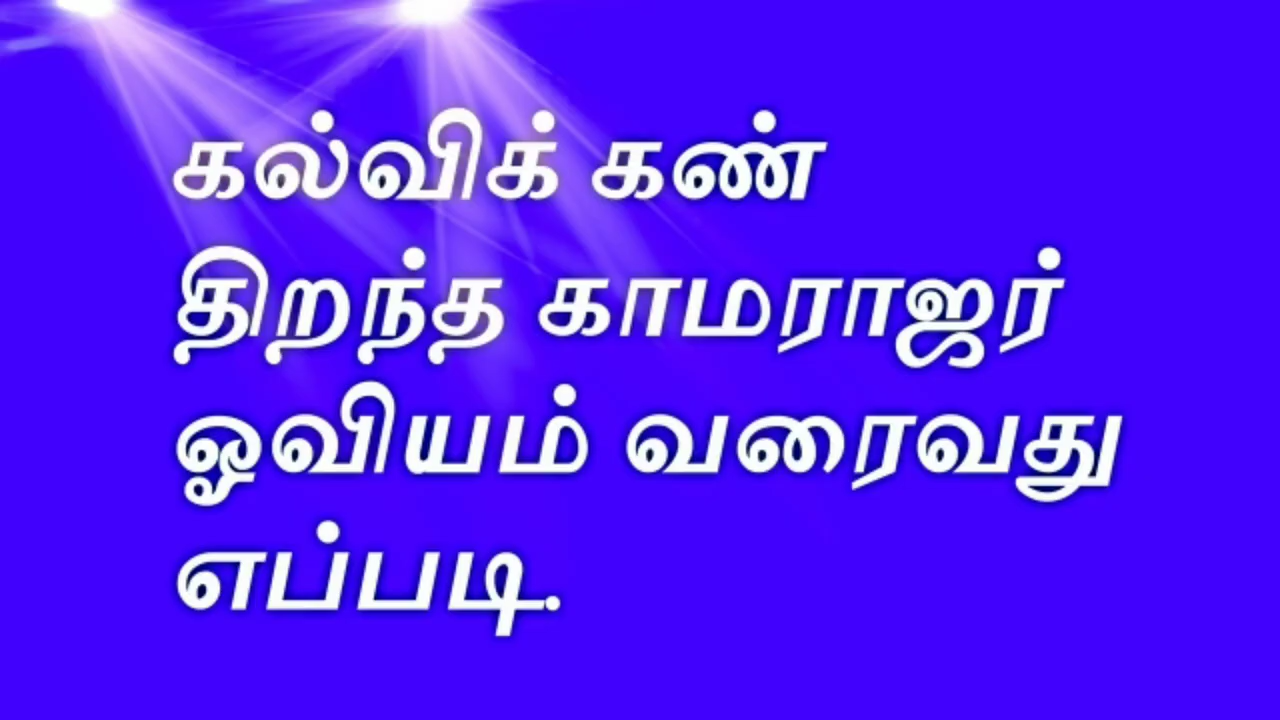 கல்விக் கண்
திறந்த காமராஜர்
ஓவியம் வரைவது
எப்படி.